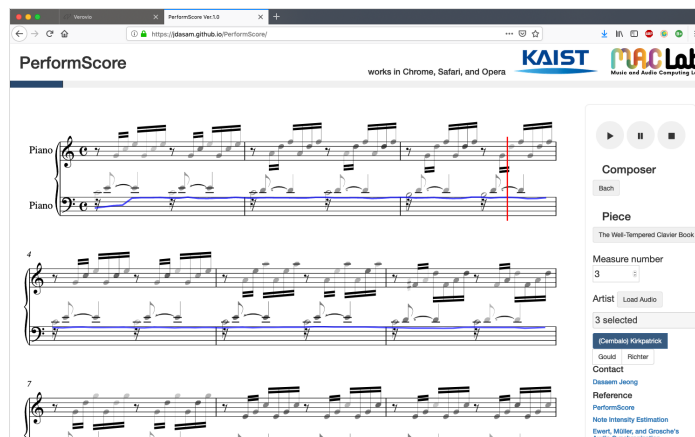 Verovio
PerformScore Ver.1.0
https://jdasam.github.io/PerformScore/
PerformScore
works in Chrome, Safari, and Opera
KAIST
MAC Lab
Music and Audio Computing
Piano
Piano
Composer
Bach
Piece
The Well-Tempered Clavier Book
Measure number
3
Artist Load Audio
3 selected
(Cembalo) Kirkpatrick
Gould Richter
Contact
Dasaem Jeong
Reference
PerformScore
Note Intensity Estimation
Ewert, Müller, and Grosche's
4
7